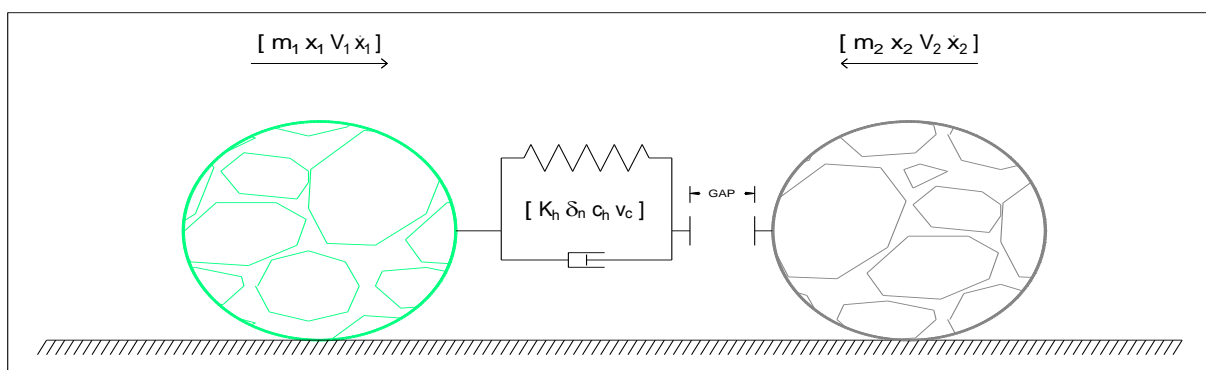 [ m₁ x₁ V₁ ẋ₁ ]
[ m₂ x₂ V₂ ẋ₂ ]
GAP
[ Kₕ δₙ cₕ v꜀ ]